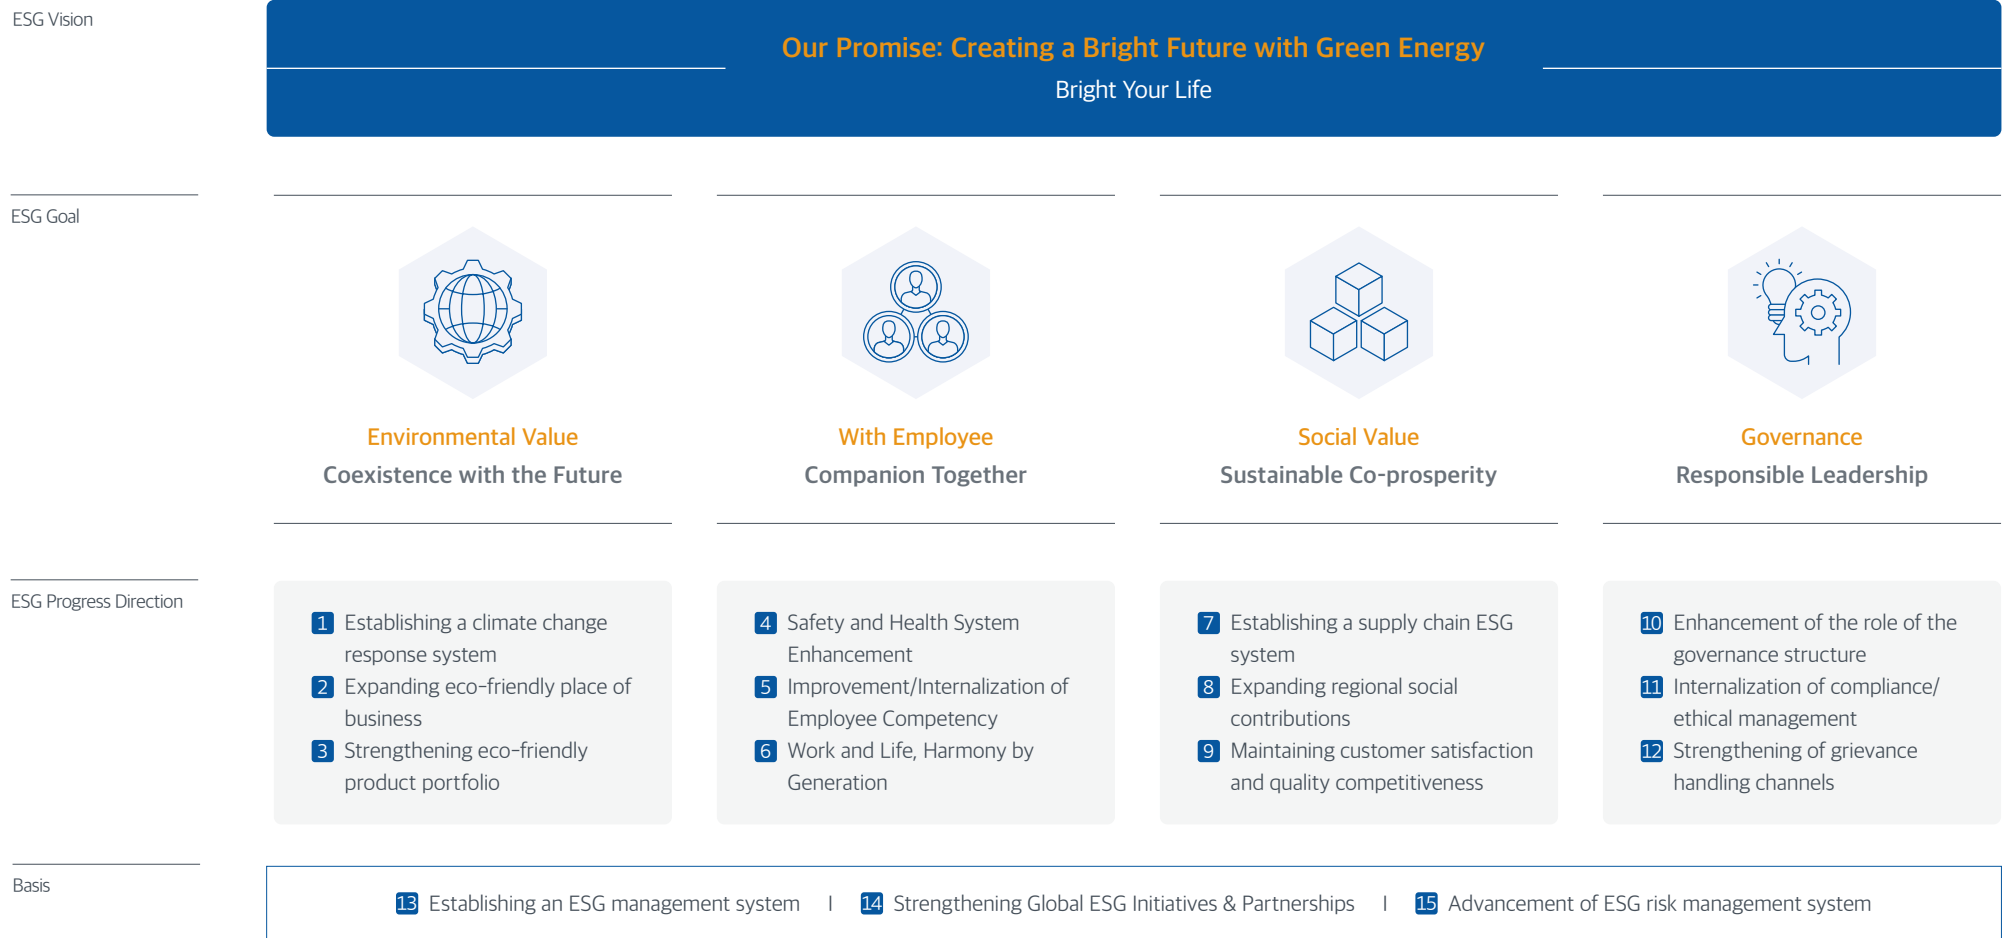 ESG Vision
Our Promise: Creating a Bright Future with Green Energy
Bright Your Life
ESG Goal
Environmental Value
Coexistence with the Future
With Employee
Companion Together
Social Value
Sustainable Co-prosperity
Governance
Responsible Leadership
ESG Progress Direction
1 Establishing a climate change
response system
2 Expanding eco-friendly place of
business
3 Strengthening eco-friendly
product portfolio
4 Safety and Health System
Enhancement
5 Improvement/Internalization of
Employee Competency
6 Work and Life, Harmony by
Generation
7 Establishing a supply chain ESG
system
8 Expanding regional social
contributions
9 Maintaining customer satisfaction
and quality competitiveness
10 Enhancement of the role of the
governance structure
11 Internalization of compliance/
ethical management
12 Strengthening of grievance
handling channels
Basis
13 Establishing an ESG management system | 14 Strengthening Global ESG Initiatives & Partnerships | 15 Advancement of ESG risk management system